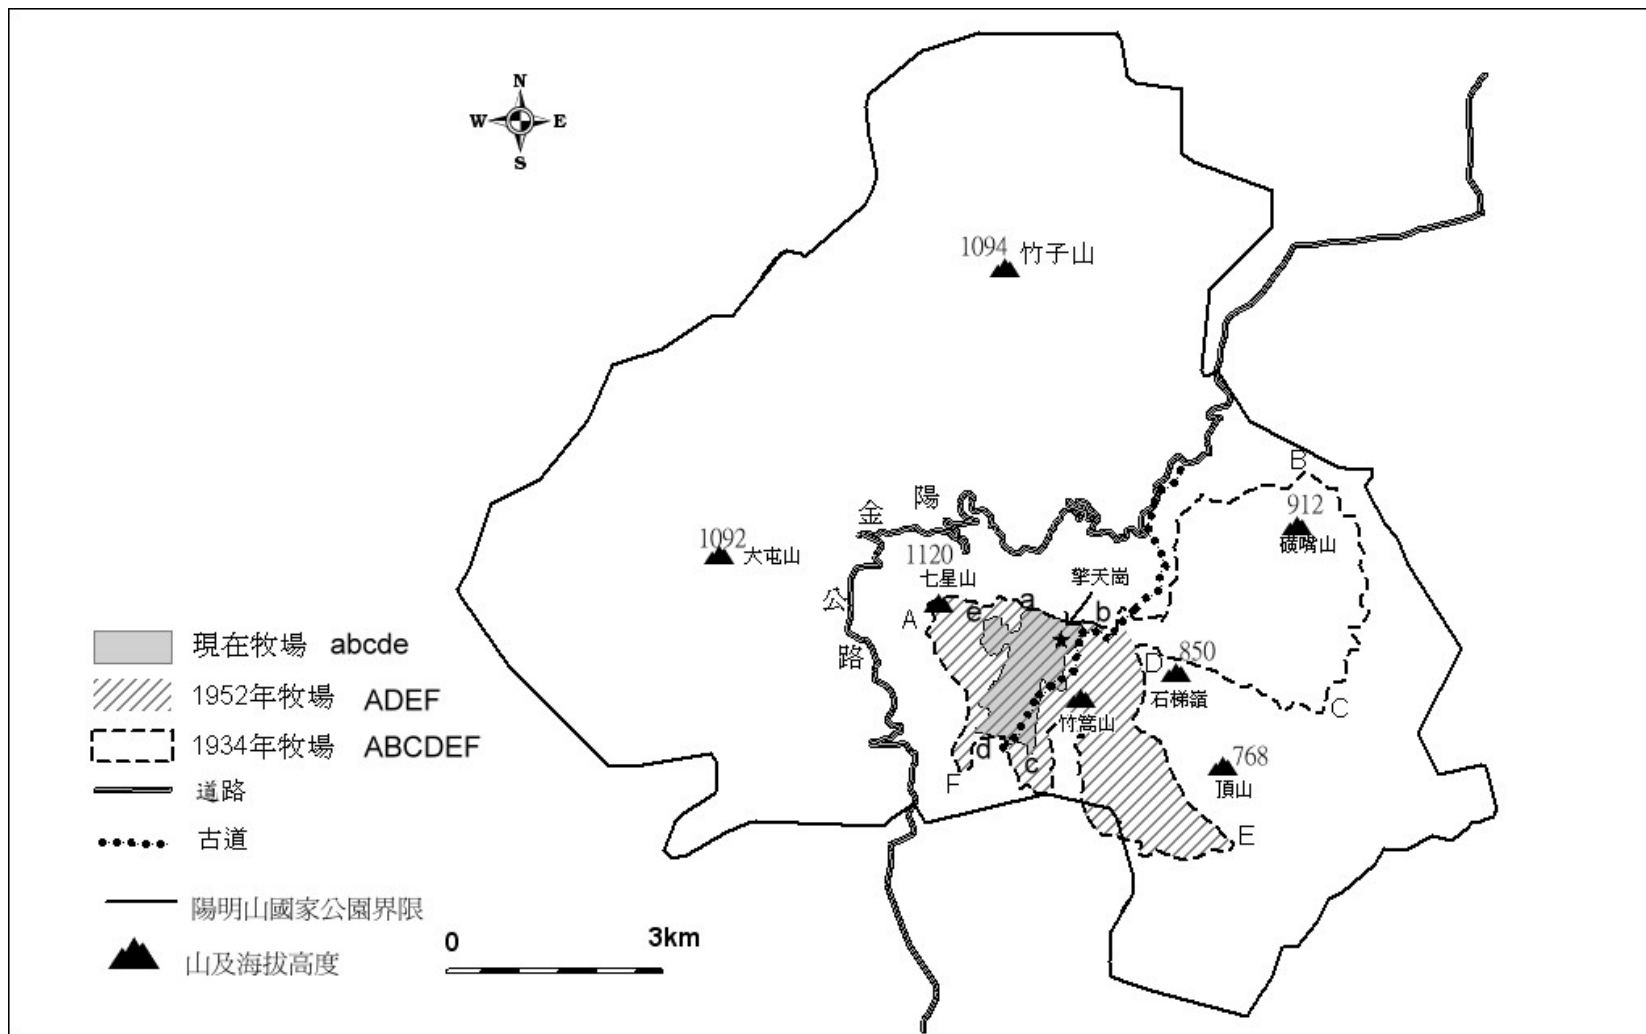 N
W E
S
1094 竹子山
B
陽
金
912
磺嘴山
1092
大屯山
1120
七星山
擎天崗
公
A
e
a
b
路
D
850
石梯嶺
C
竹篙山
d
c
F
768
頂山
E
現在牧場 abcde
1952年牧場 ADEF
1934年牧場 ABCDEF
道路
古道
陽明山國家公園界限
山及海拔高度
0 3km